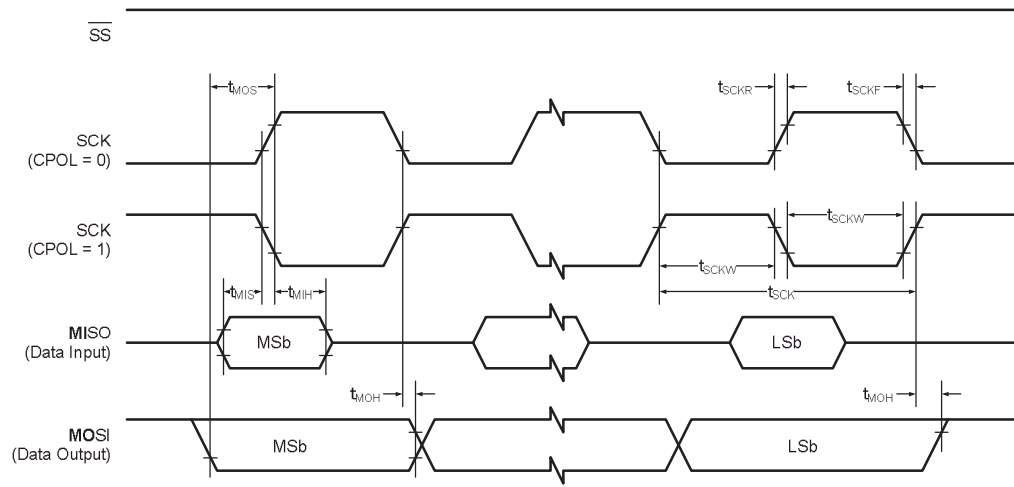 SS
tMOS
tSCKR
tSCKF
SCK
(CPOL = 0)
SCK
(CPOL = 1)
tSCKW
tSCKW
tMIS
tMIH
tSCK
MISO
(Data Input)
MSb
LSb
tMOH
tMOH
MOSI
(Data Output)
MSb
LSb